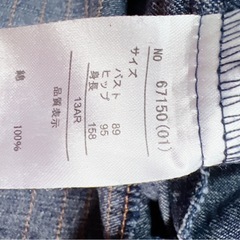 NO 67150(01)
サイズ
バスト 89
ヒップ 95
身長 158
13AR
品質表示
綿 100%